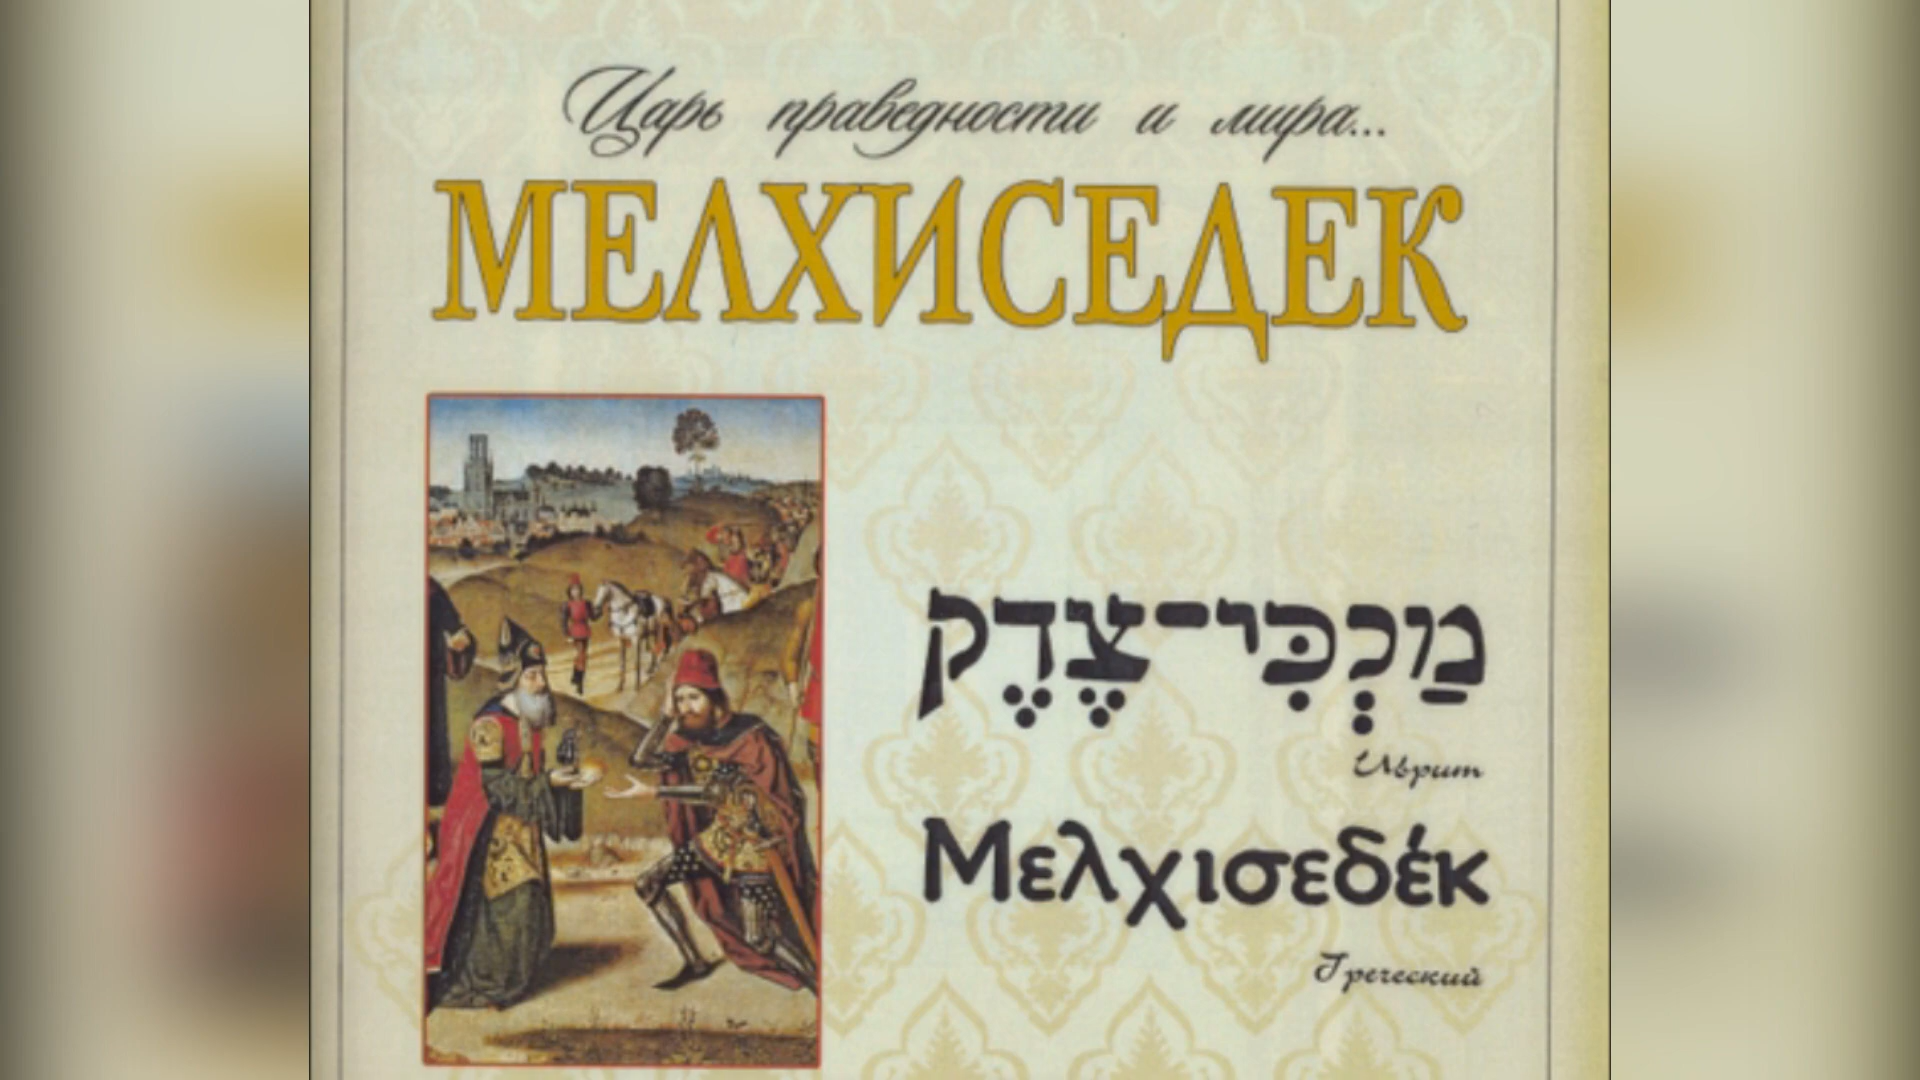 Царь праведности и мира...
МЕЛХИСЕДЕК
מַלְכִּי־צֶדֶק
Иврит
Μελχισεδέκ
Греческий